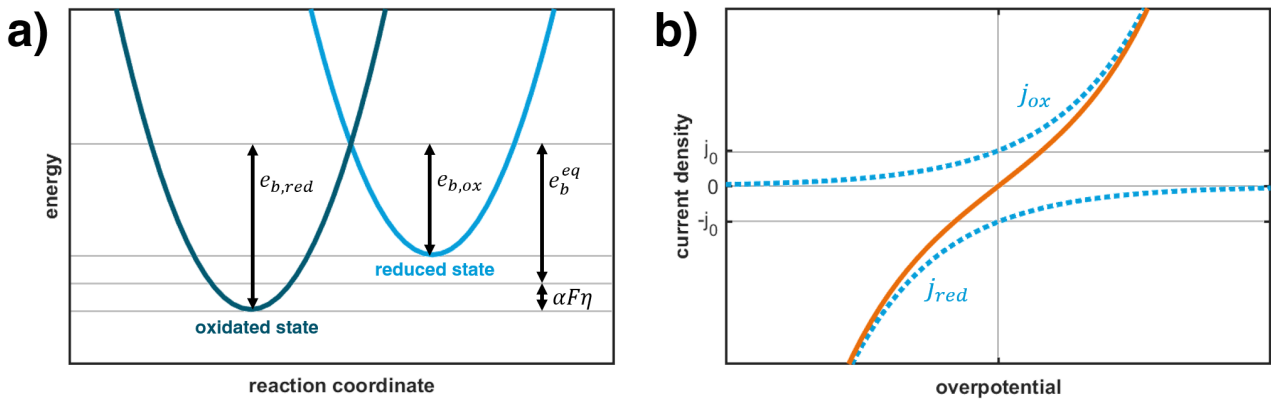 a)
energy
e_{b,red}
e_{b,ox}
e_b^{eq}
reduced state
αFη
oxidated state
reaction coordinate
b)
current density
j_{ox}
j_0
0
-j_0
j_{red}
overpotential